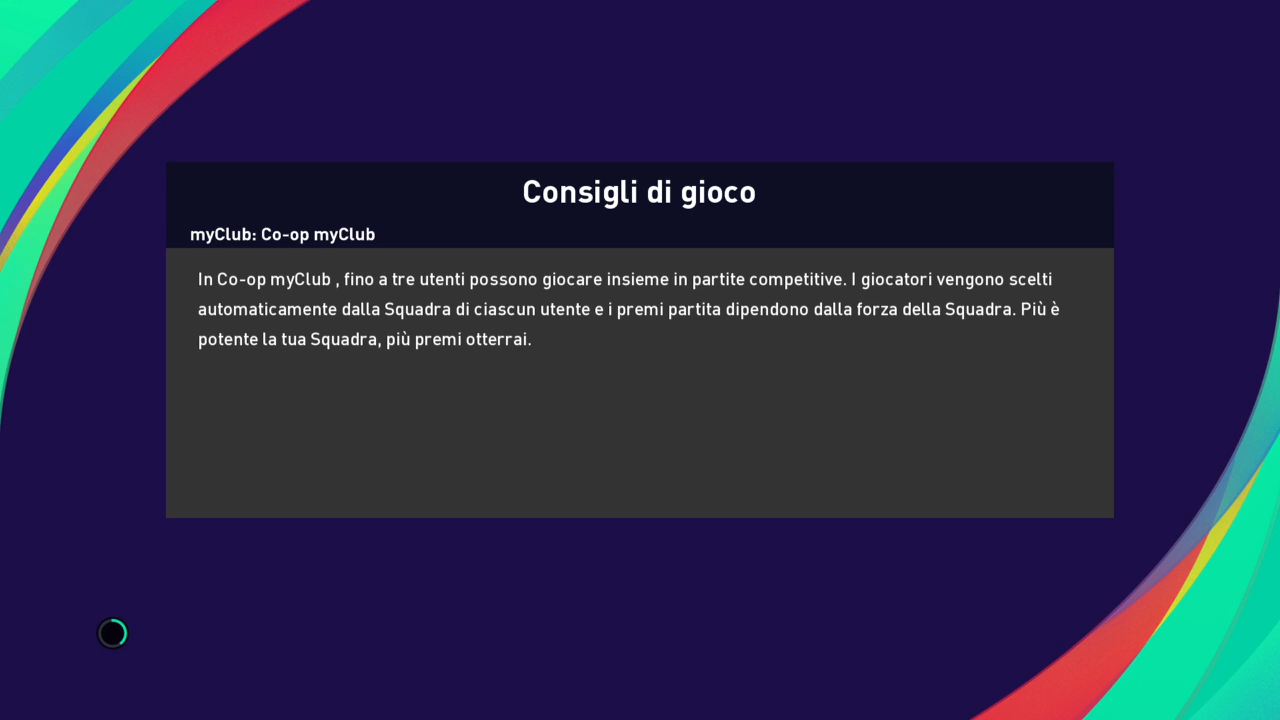 Consigli di gioco
myClub: Co-op myClub
In Co-op myClub , fino a tre utenti possono giocare insieme in partite competitive. I giocatori vengono scelti
automaticamente dalla Squadra di ciascun utente e i premi partita dipendono dalla forza della Squadra. Più è
potente la tua Squadra, più premi otterrai.